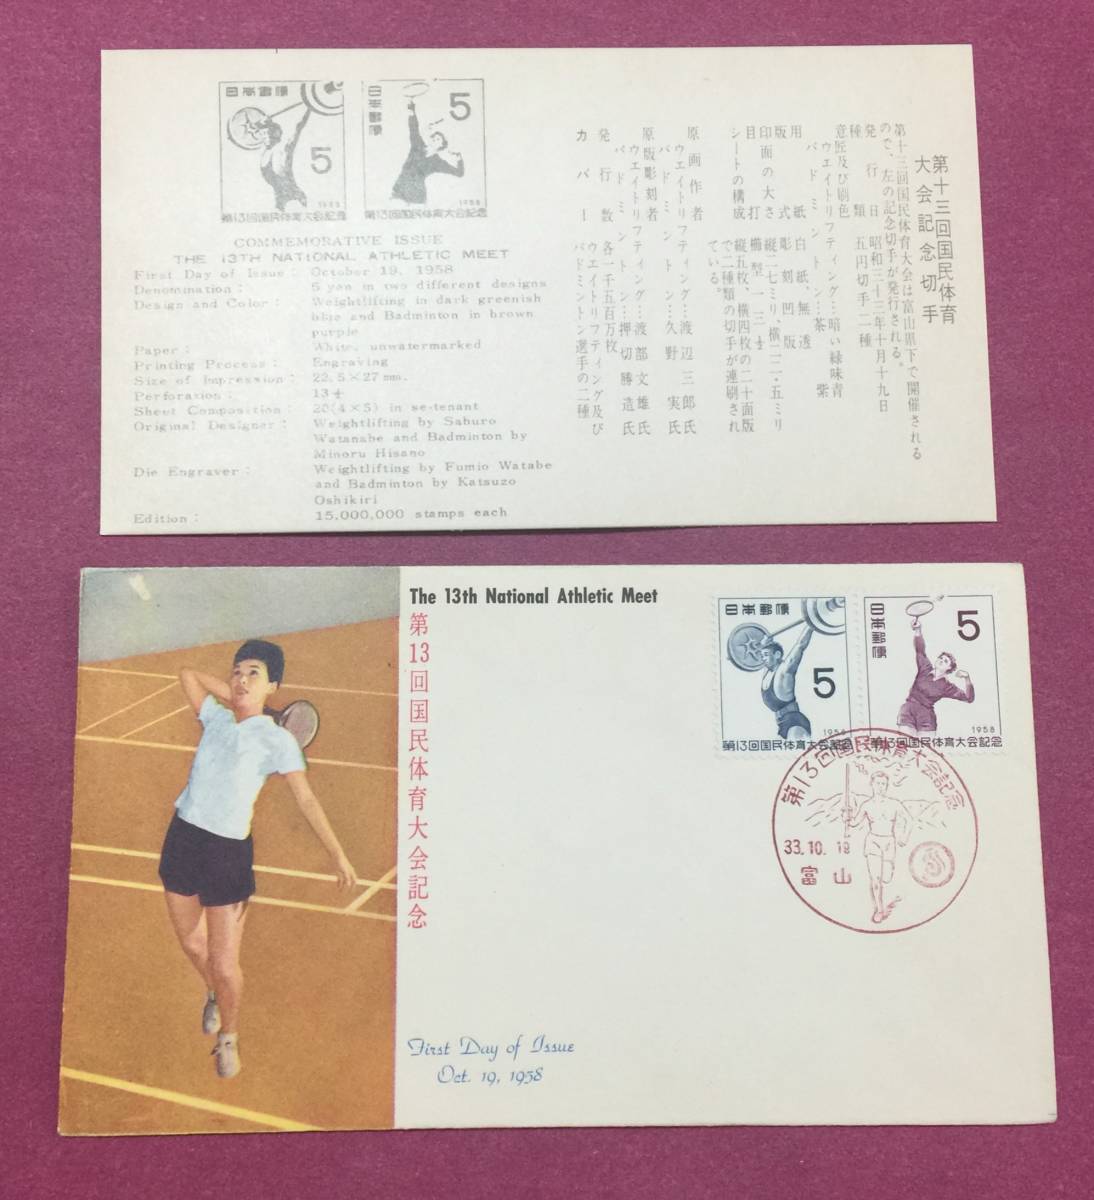 日本郵便
5
1958
第13回国民体育大会記念
日本郵便
5
1958
第13回国民体育大会記念
COMMEMORATIVE ISSUE
THE 13TH NATIONAL ATHLETIC MEET
First Day of Issue : October 19, 1958
Denomination : 5 yen in two different designs
Design and Color : Weightlifting in dark greenish
blue and Badminton in brown
purple
Paper : White, unwatermarked
Printing Process : Engraving
Size of Impression : 22.5×27 mm.
Perforation : 13½
Sheet Composition : 20(4×5) in se-tenant
Original Designer : Weightlifting by Saburo
Watanabe and Badminton by
Minoru Hisano
Die Engraver : Weightlifting by Fumio Watabe
and Badminton by Katsuzo
Oshikiri
Edition : 15,000,000 stamps each
第十三回国民体育
大会記念切手
第十三回国民体育大会は富山県下で開催される
ので、左の記念切手が発行される。
発行日 昭和三十三年十月十九日
種類 五円切手二種
意匠及び刷色
ウエイトリフティング…暗い緑味青
バドミントン…茶紫
用紙 白紙、無透
版式 彫刻凹版
印面の大さ 縦二七ミリ、横二二・五ミリ
目打 櫛型一三½
シートの構成 縦五枚、横四枚の二十面版
で二種類の切手が連刷され
ている。
原画作者
ウエイトリフティング…渡辺三郎氏
バドミントン…久野実氏
原版彫刻者
ウエイトリフティング…渡部文雄氏
バドミントン…押切勝造氏
発行数 各一千五百万枚
カバー ウエイトリフティング及び
バドミントン選手の二種
The 13th National Athletic Meet
第13回国民体育大会記念
日本郵便
5
1958
第13回国民体育大会記念
日本郵便
5
1958
第13回国民体育大会記念
第13回国民体育大会記念
33.10.19
富山
First Day of Issue
Oct. 19, 1958